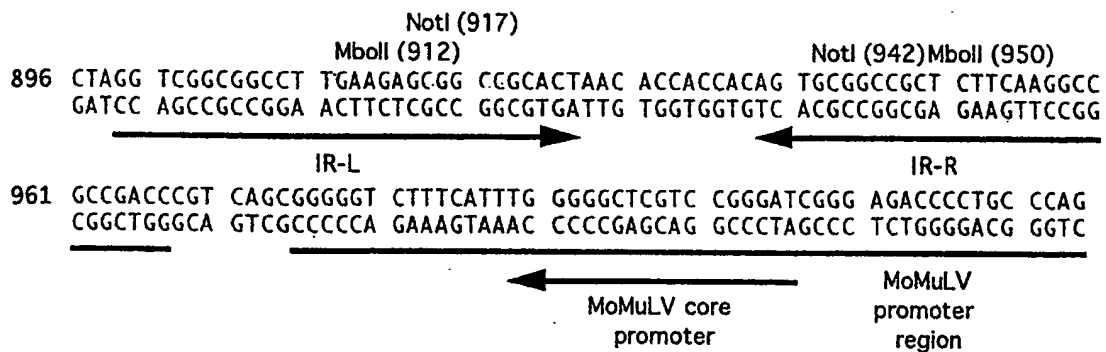 NotI (917)
MboII (912) NotI (942) MboII (950)
896 CTAGG TCGGCGGCCT TGAAGAGCGG CCGCACTAAC ACCACCACAG TGCGGCCGCT CTTCAAGGCC
GATCC AGCCGCCGGA ACTTCTCGCC GGCGTGATTG TGGTGGTGTC ACGCCGGCGA GAAGTTCCGG
IR-L IR-R
961 GCCGACCCGT CAGCGGGGGT CTTTCATTTG GGGGCTCGTC CGGGATCGGG AGACCCCTGC CCAG
CGGCTGGGCA GTCGCCCCCA GAAAGTAAAC CCCCGAGCAG GCCCTAGCCC TCTGGGGACG GGTC
MoMuLV core promoter
MoMuLV promoter region